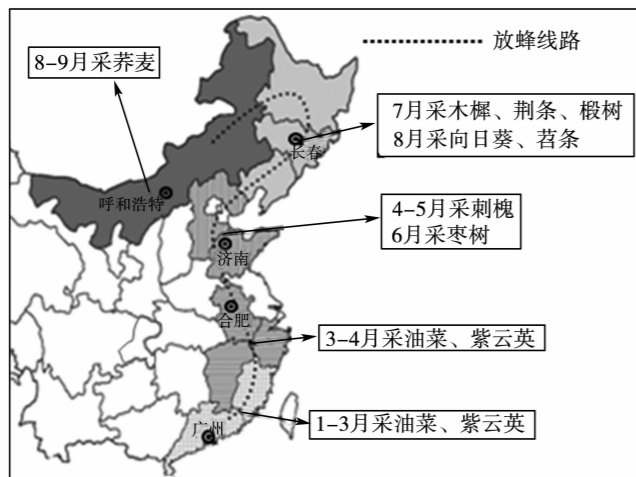 放蜂线路
8-9月采荞麦
7月采木樨、荆条、椴树
8月采向日葵、苕条
长春
呼和浩特
4-5月采刺槐
6月采枣树
济南
合肥
3-4月采油菜、紫云英
1-3月采油菜、紫云英
广州